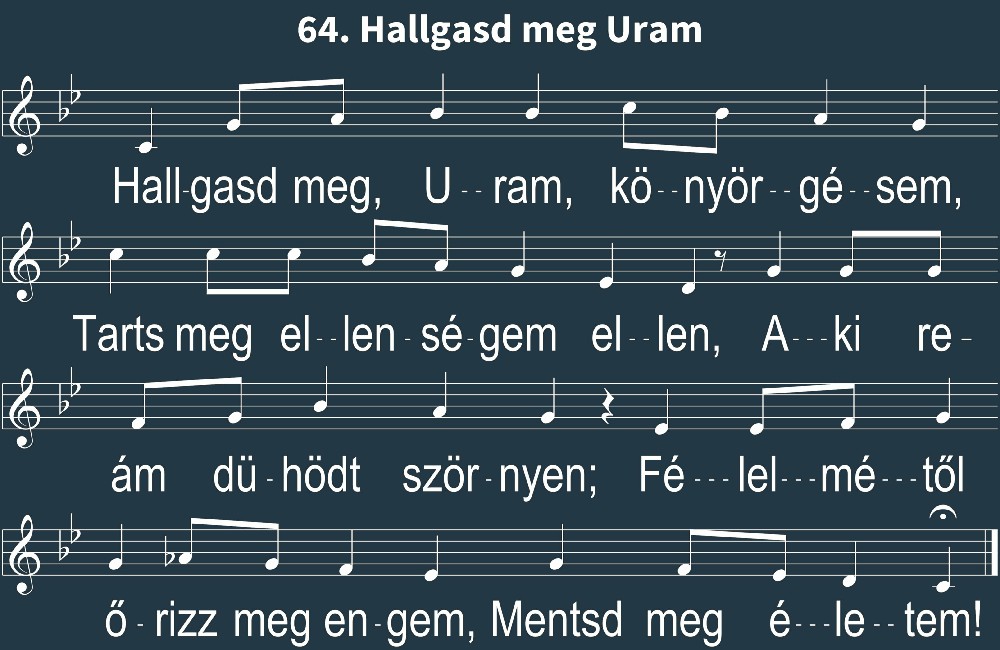 64. Hallgasd meg Uram
Hall-gasd meg, U - - ram, kö - - nyör - - gé - - sem,
Tarts meg el - - len - sé - gem el - - len, A - - - ki re -
ám dü - hödt ször - nyen; Fé - - - lel - - - mé - - - től
ő - rizz meg en - gem, Mentsd meg é - - - le - - tem!